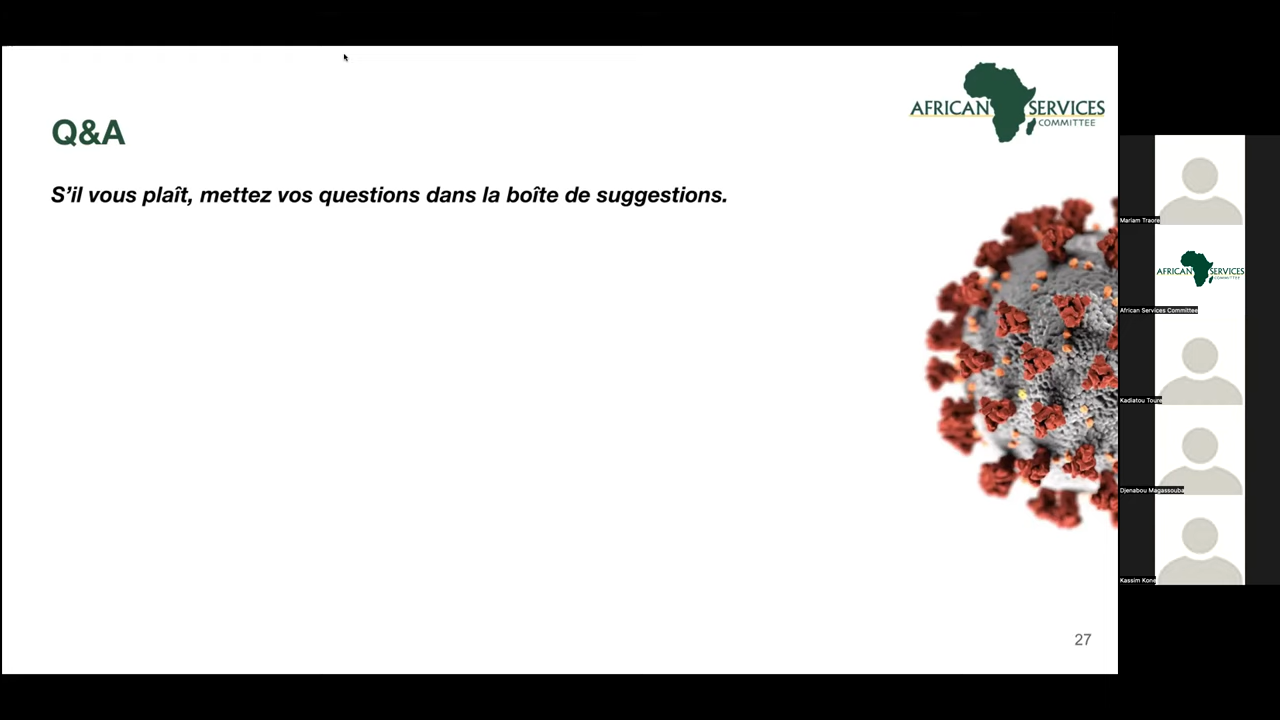 AFRICAN SERVICES
COMMITTEE
Q&A
S'il vous plaît, mettez vos questions dans la boîte de suggestions.
27
Mariam Traore
AFRICAN SERVICES
COMMITTEE
African Services Committee
Kadiatou Toure
Djenabou Magassouba
Kassim Kone